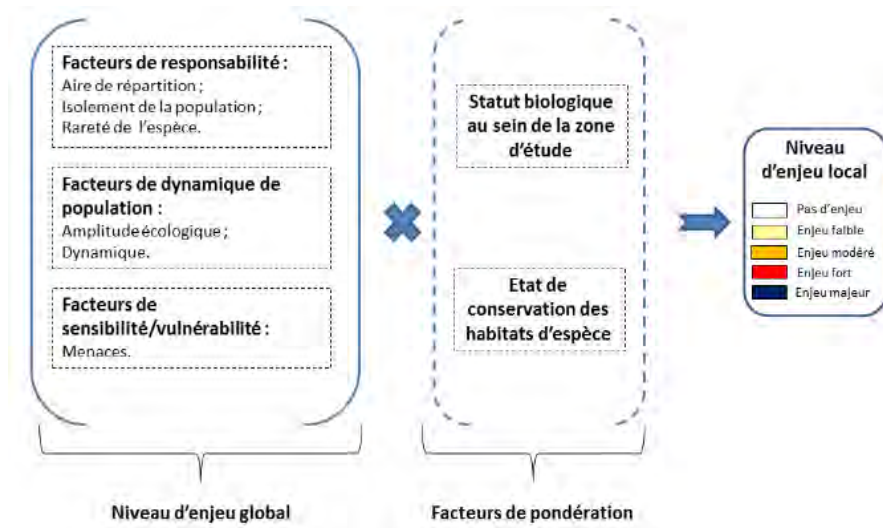 Facteurs de responsabilité :
Aire de répartition ;
Isolement de la population ;
Rareté de l'espèce.
Facteurs de dynamique de
population :
Amplitude écologique ;
Dynamique.
Facteurs de
sensibilité/vulnérabilité :
Menaces.
Niveau d'enjeu global
Statut biologique
au sein de la zone
d'étude
Etat de
conservation des
habitats d'espèce
Facteurs de pondération
Niveau
d'enjeu local
Pas d'enjeu
Enjeu faible
Enjeu modéré
Enjeu fort
Enjeu majeur